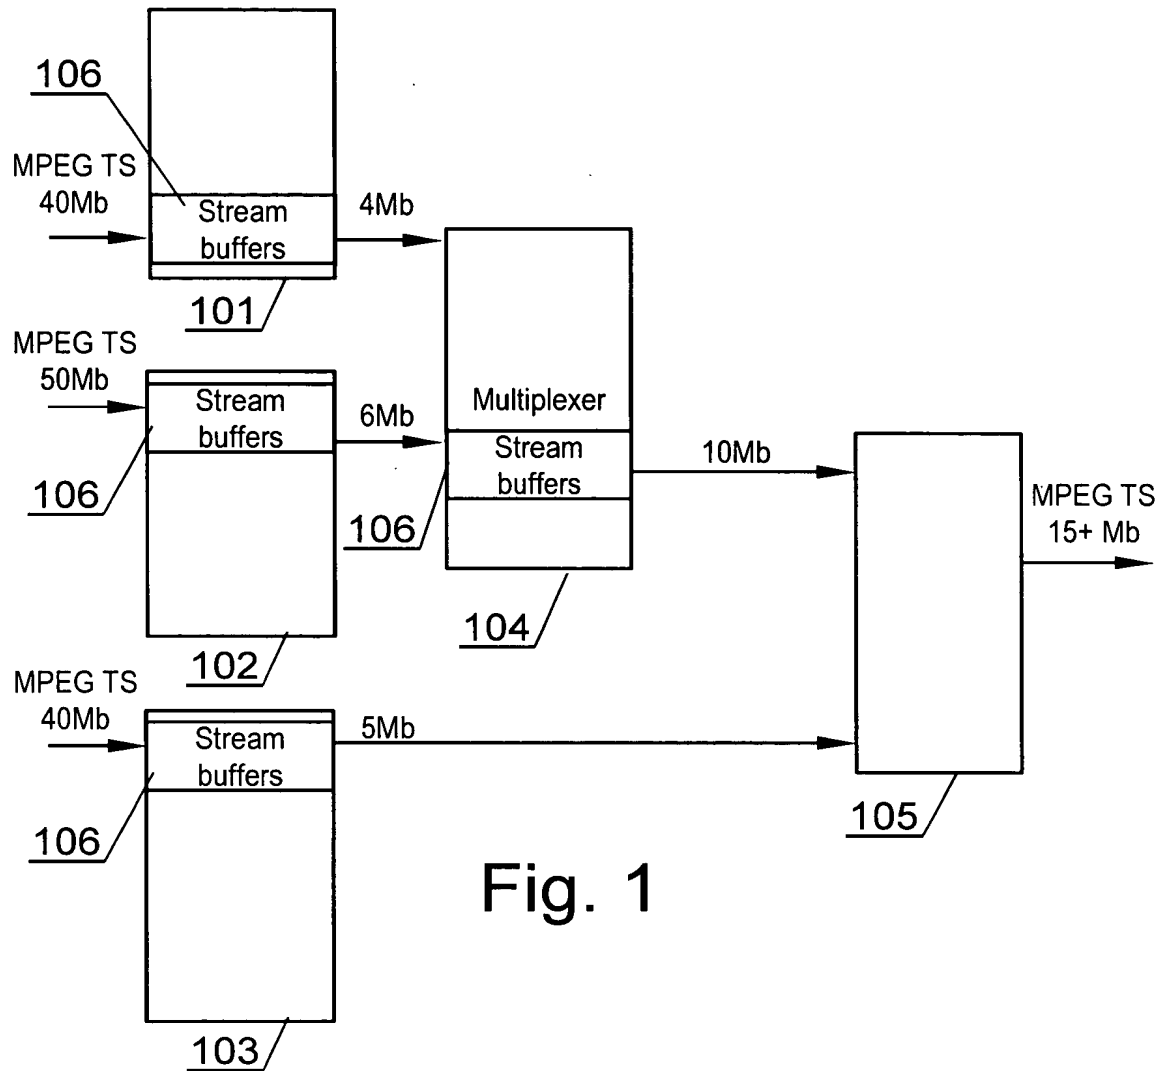 106
MPEG TS
40Mb
Stream
buffers
4Mb
101
MPEG TS
50Mb
Stream
buffers
6Mb
106
102
Multiplexer
Stream
buffers
106
104
10Mb
MPEG TS
15+ Mb
105
MPEG TS
40Mb
Stream
buffers
5Mb
106
103
Fig. 1